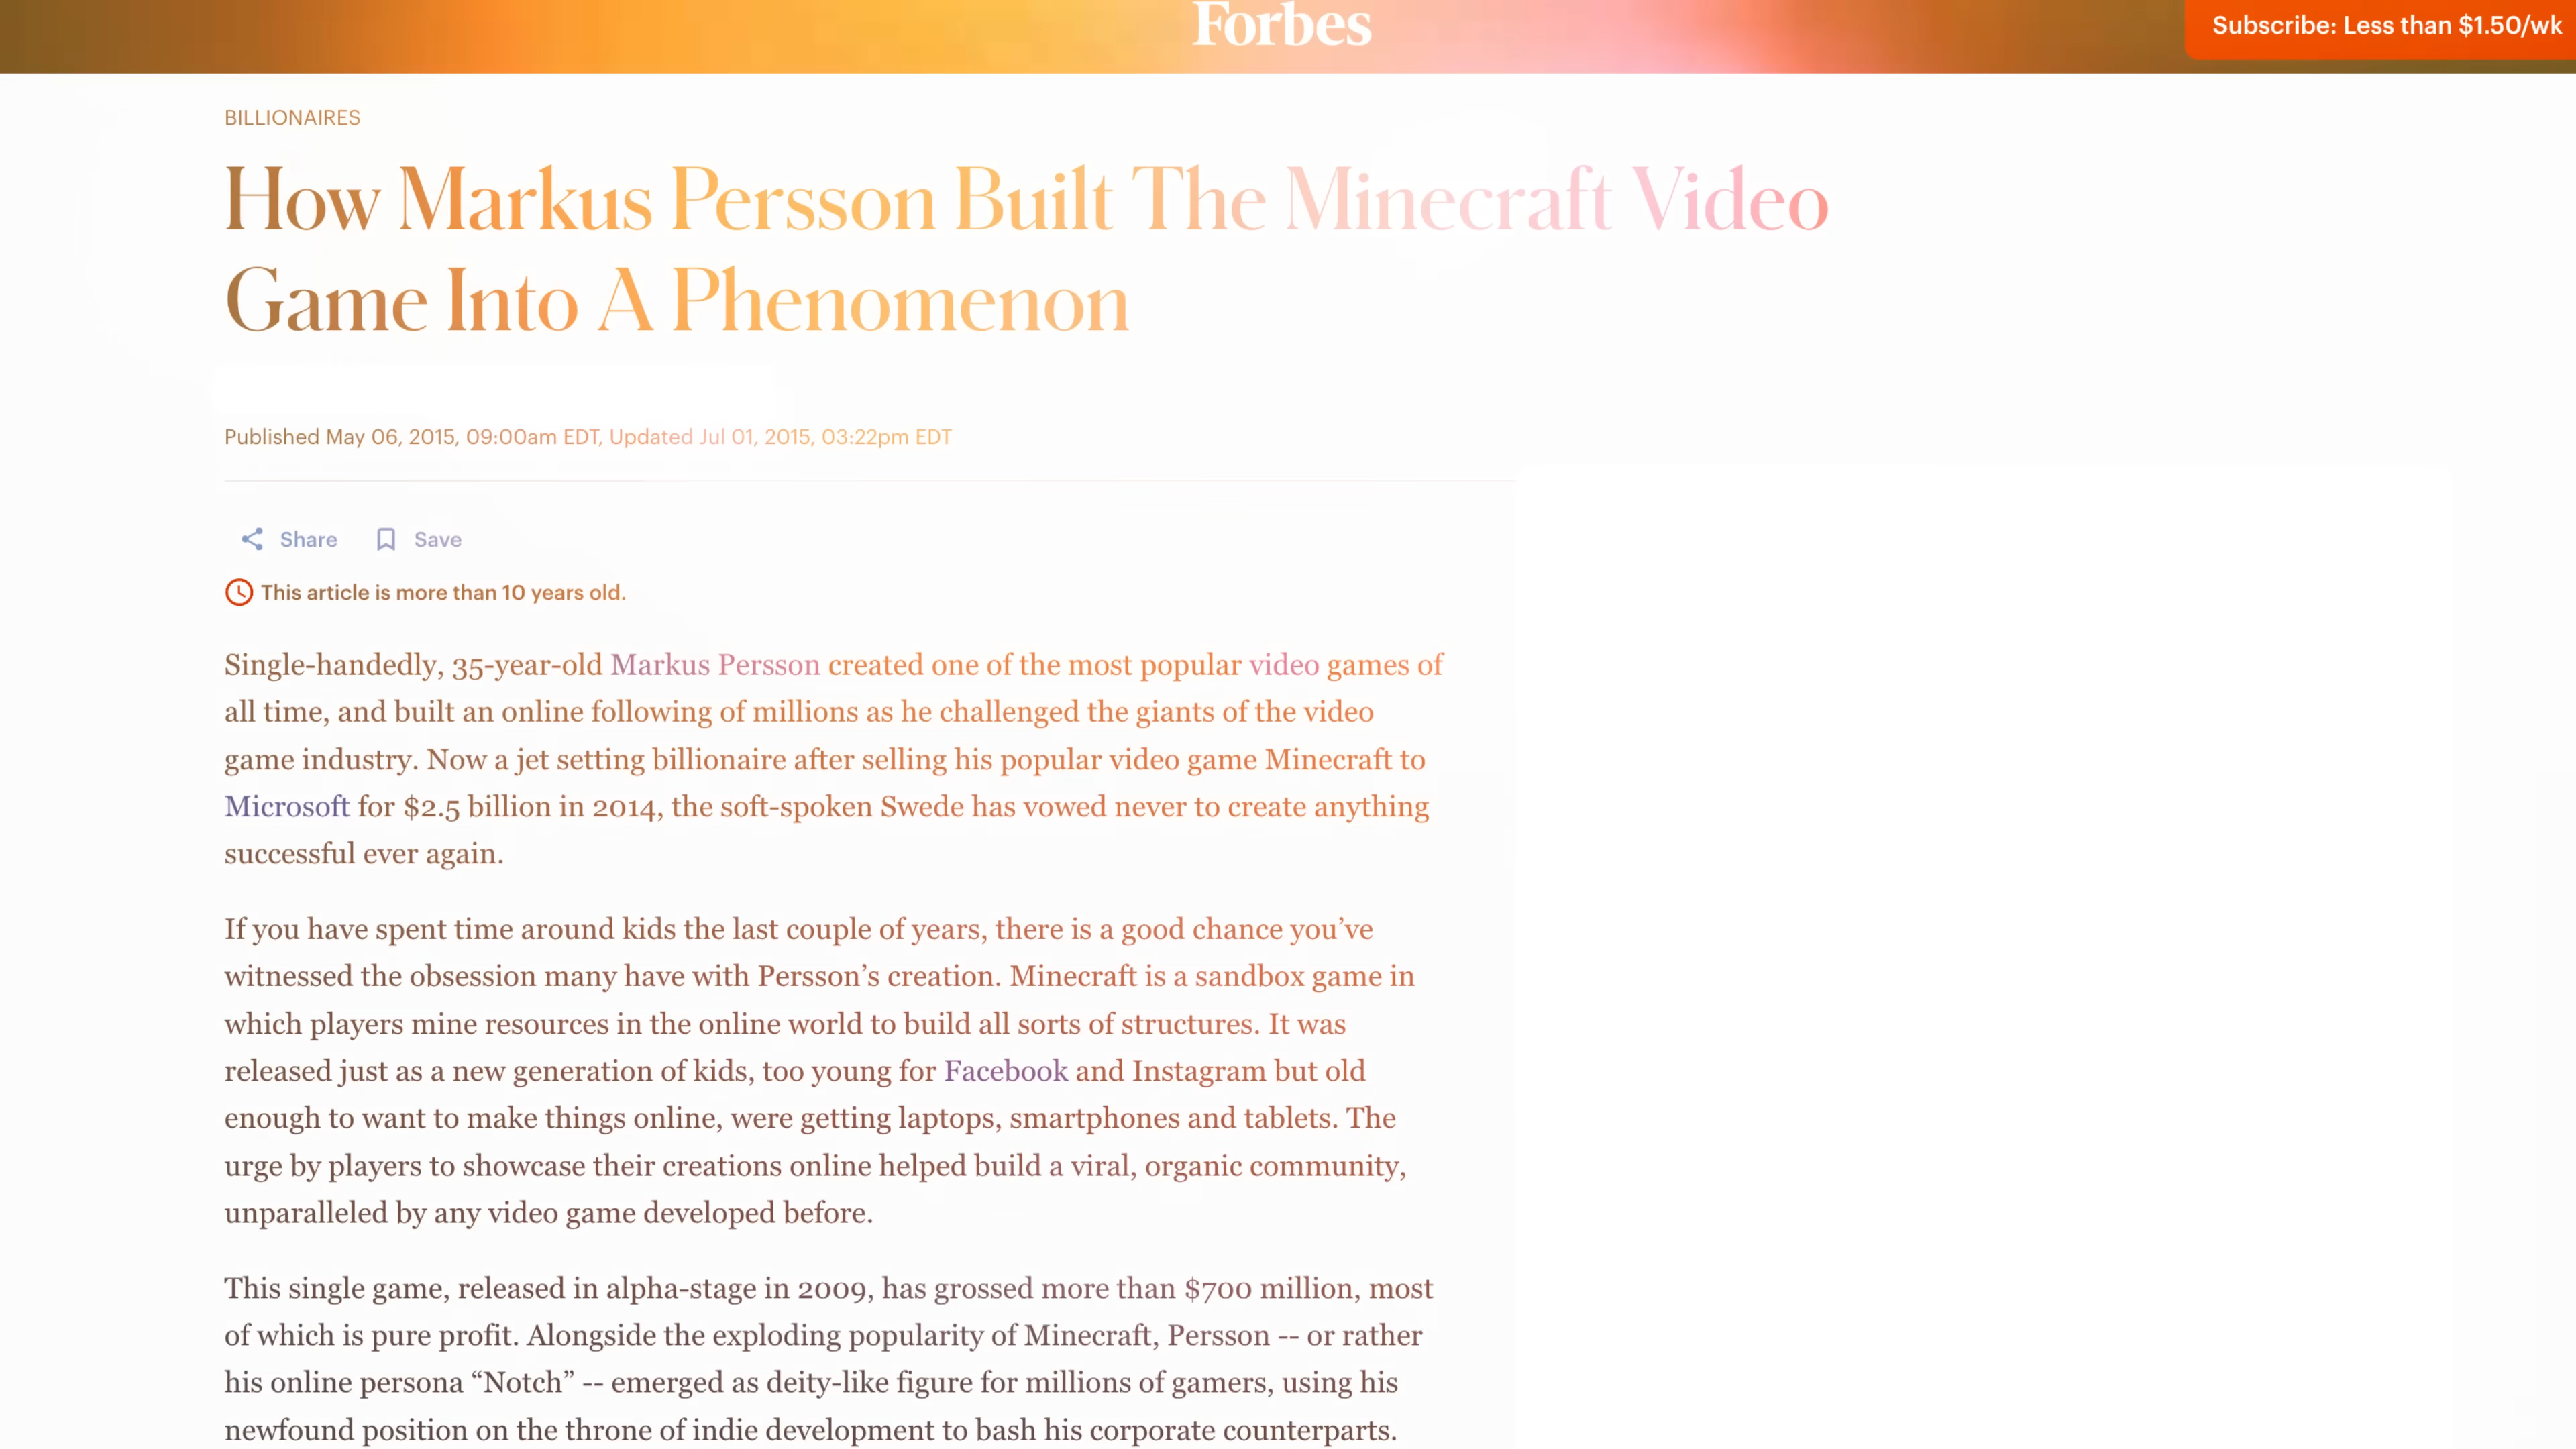 Forbes
Subscribe: Less than $1.50/wk
BILLIONAIRES
How Markus Persson Built The Minecraft Video
Game Into A Phenomenon
Published May 06, 2015, 09:00am EDT, Updated Jul 01, 2015, 03:22pm EDT
Share Save
This article is more than 10 years old.
Single-handedly, 35-year-old Markus Persson created one of the most popular video games of
all time, and built an online following of millions as he challenged the giants of the video
game industry. Now a jet setting billionaire after selling his popular video game Minecraft to
Microsoft for $2.5 billion in 2014, the soft-spoken Swede has vowed never to create anything
successful ever again.
If you have spent time around kids the last couple of years, there is a good chance you’ve
witnessed the obsession many have with Persson’s creation. Minecraft is a sandbox game in
which players mine resources in the online world to build all sorts of structures. It was
released just as a new generation of kids, too young for Facebook and Instagram but old
enough to want to make things online, were getting laptops, smartphones and tablets. The
urge by players to showcase their creations online helped build a viral, organic community,
unparalleled by any video game developed before.
This single game, released in alpha-stage in 2009, has grossed more than $700 million, most
of which is pure profit. Alongside the exploding popularity of Minecraft, Persson -- or rather
his online persona “Notch” -- emerged as deity-like figure for millions of gamers, using his
newfound position on the throne of indie development to bash his corporate counterparts.